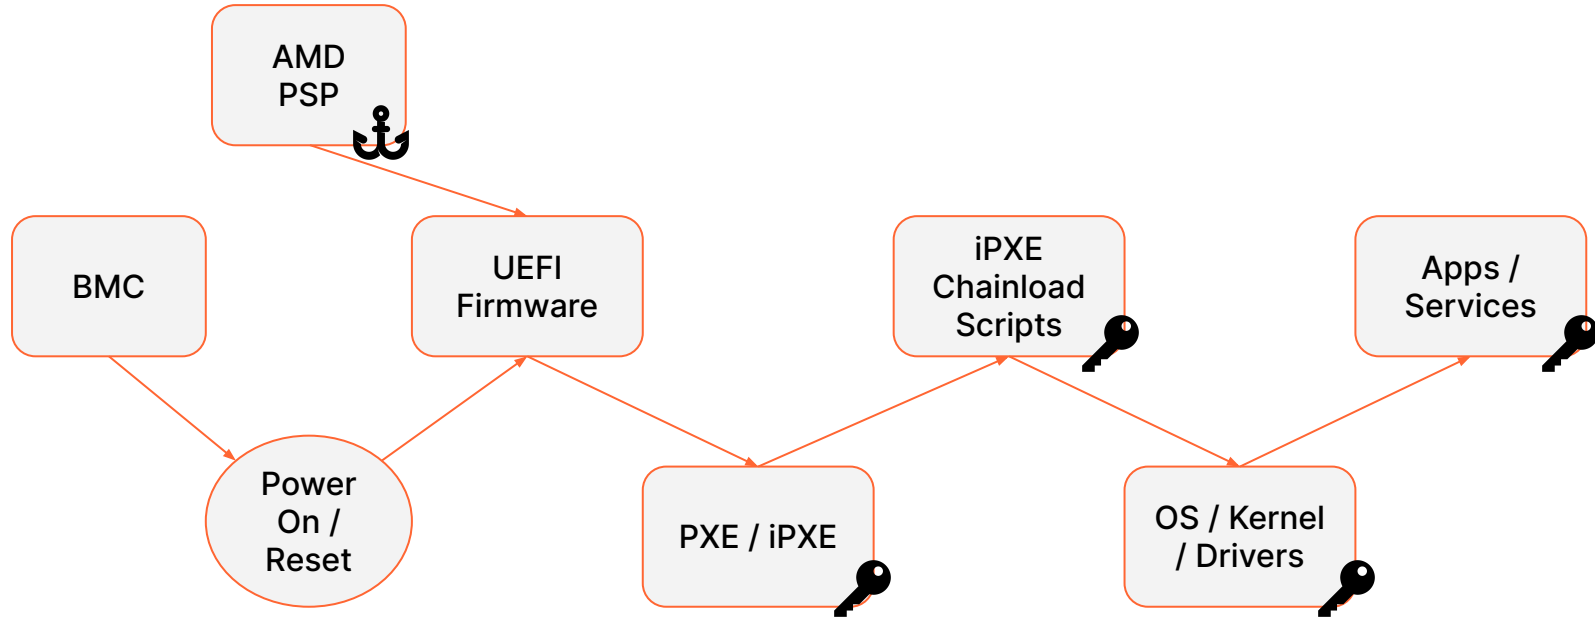 AMD
PSP
BMC
UEFI
Firmware
iPXE
Chainload
Scripts
Apps /
Services
Power
On /
Reset
PXE / iPXE
OS / Kernel
/ Drivers